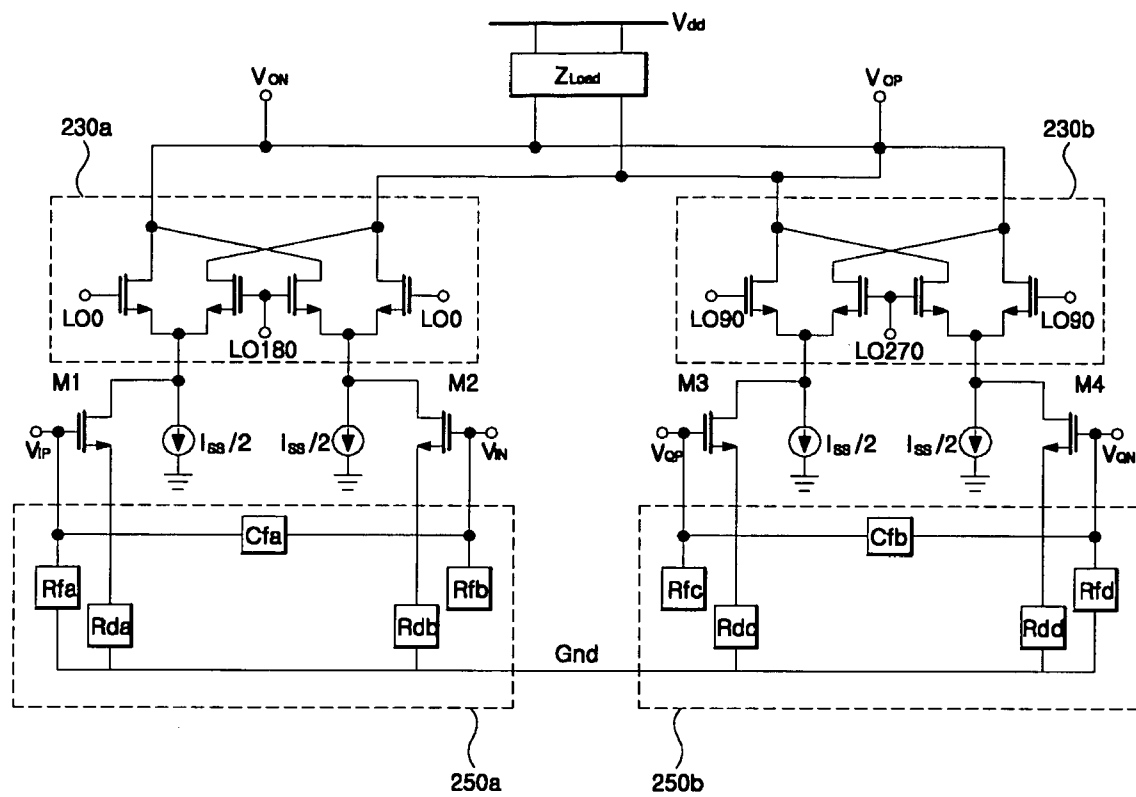 Vdd
ZLoad
VON
VOP
230a
230b
LO0
LO0
LO180
LO90
LO90
LO270
M1
M2
M3
M4
ISS/2
ISS/2
ISS/2
ISS/2
VIP
VIN
VQP
VQN
Cfa
Cfb
Rfa
Rfb
Rfc
Rfd
Rda
Rdb
Rdc
Rdd
Gnd
250a
250b